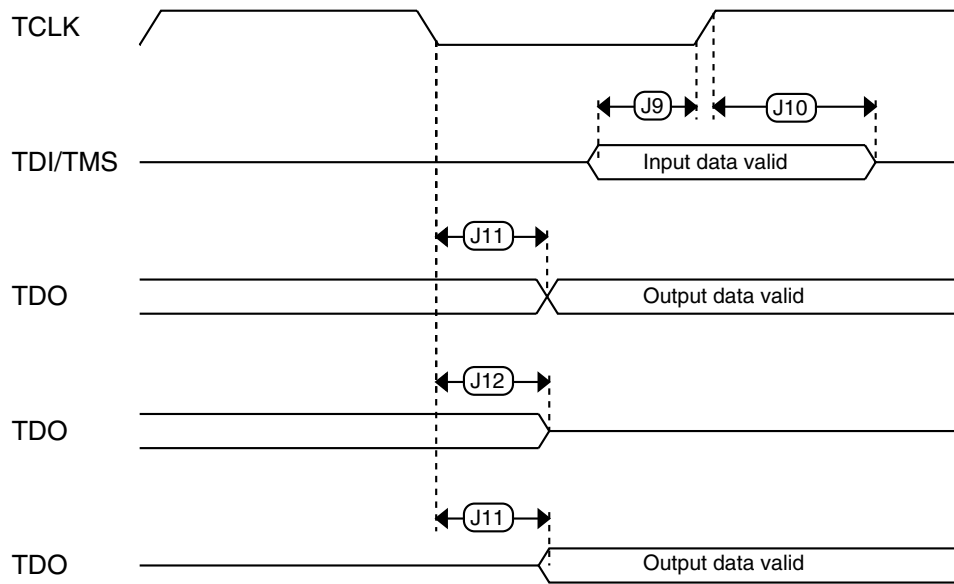 TCLK
J9
J10
TDI/TMS
Input data valid
J11
TDO
Output data valid
J12
TDO
J11
TDO
Output data valid